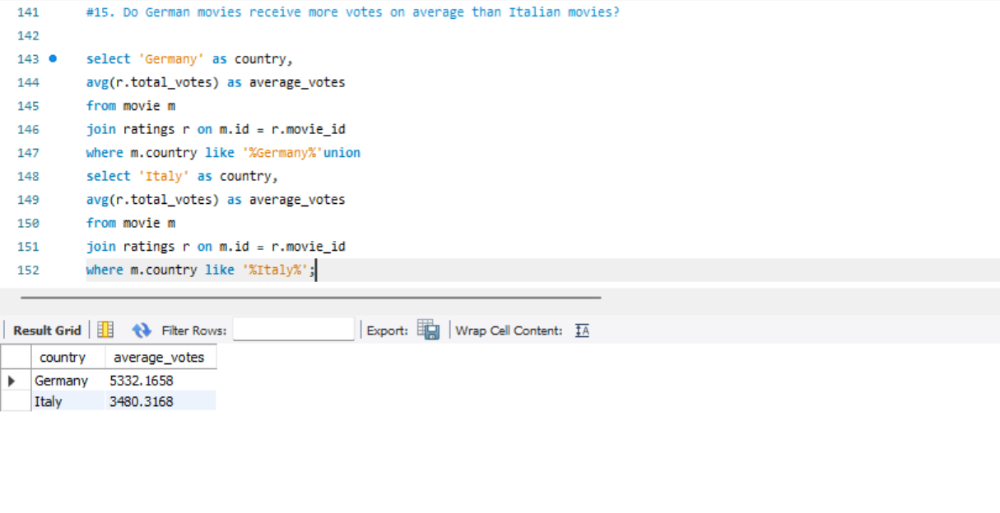 141 #15. Do German movies receive more votes on average than Italian movies?
142
143 select 'Germany' as country,
144 avg(r.total_votes) as average_votes
145 from movie m
146 join ratings r on m.id = r.movie_id
147 where m.country like '%Germany%'union
148 select 'Italy' as country,
149 avg(r.total_votes) as average_votes
150 from movie m
151 join ratings r on m.id = r.movie_id
152 where m.country like '%Italy%';
Result Grid Filter Rows: Export: Wrap Cell Content: IA
country average_votes
Germany 5332.1658
Italy 3480.3168